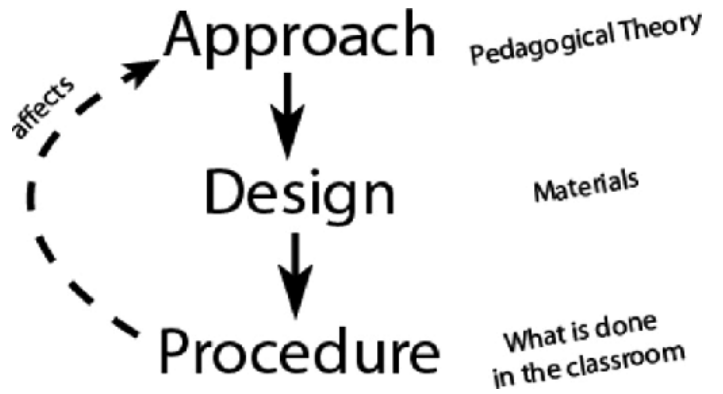 Approach
Pedagogical Theory
affects
Design
Materials
Procedure
What is done
in the classroom